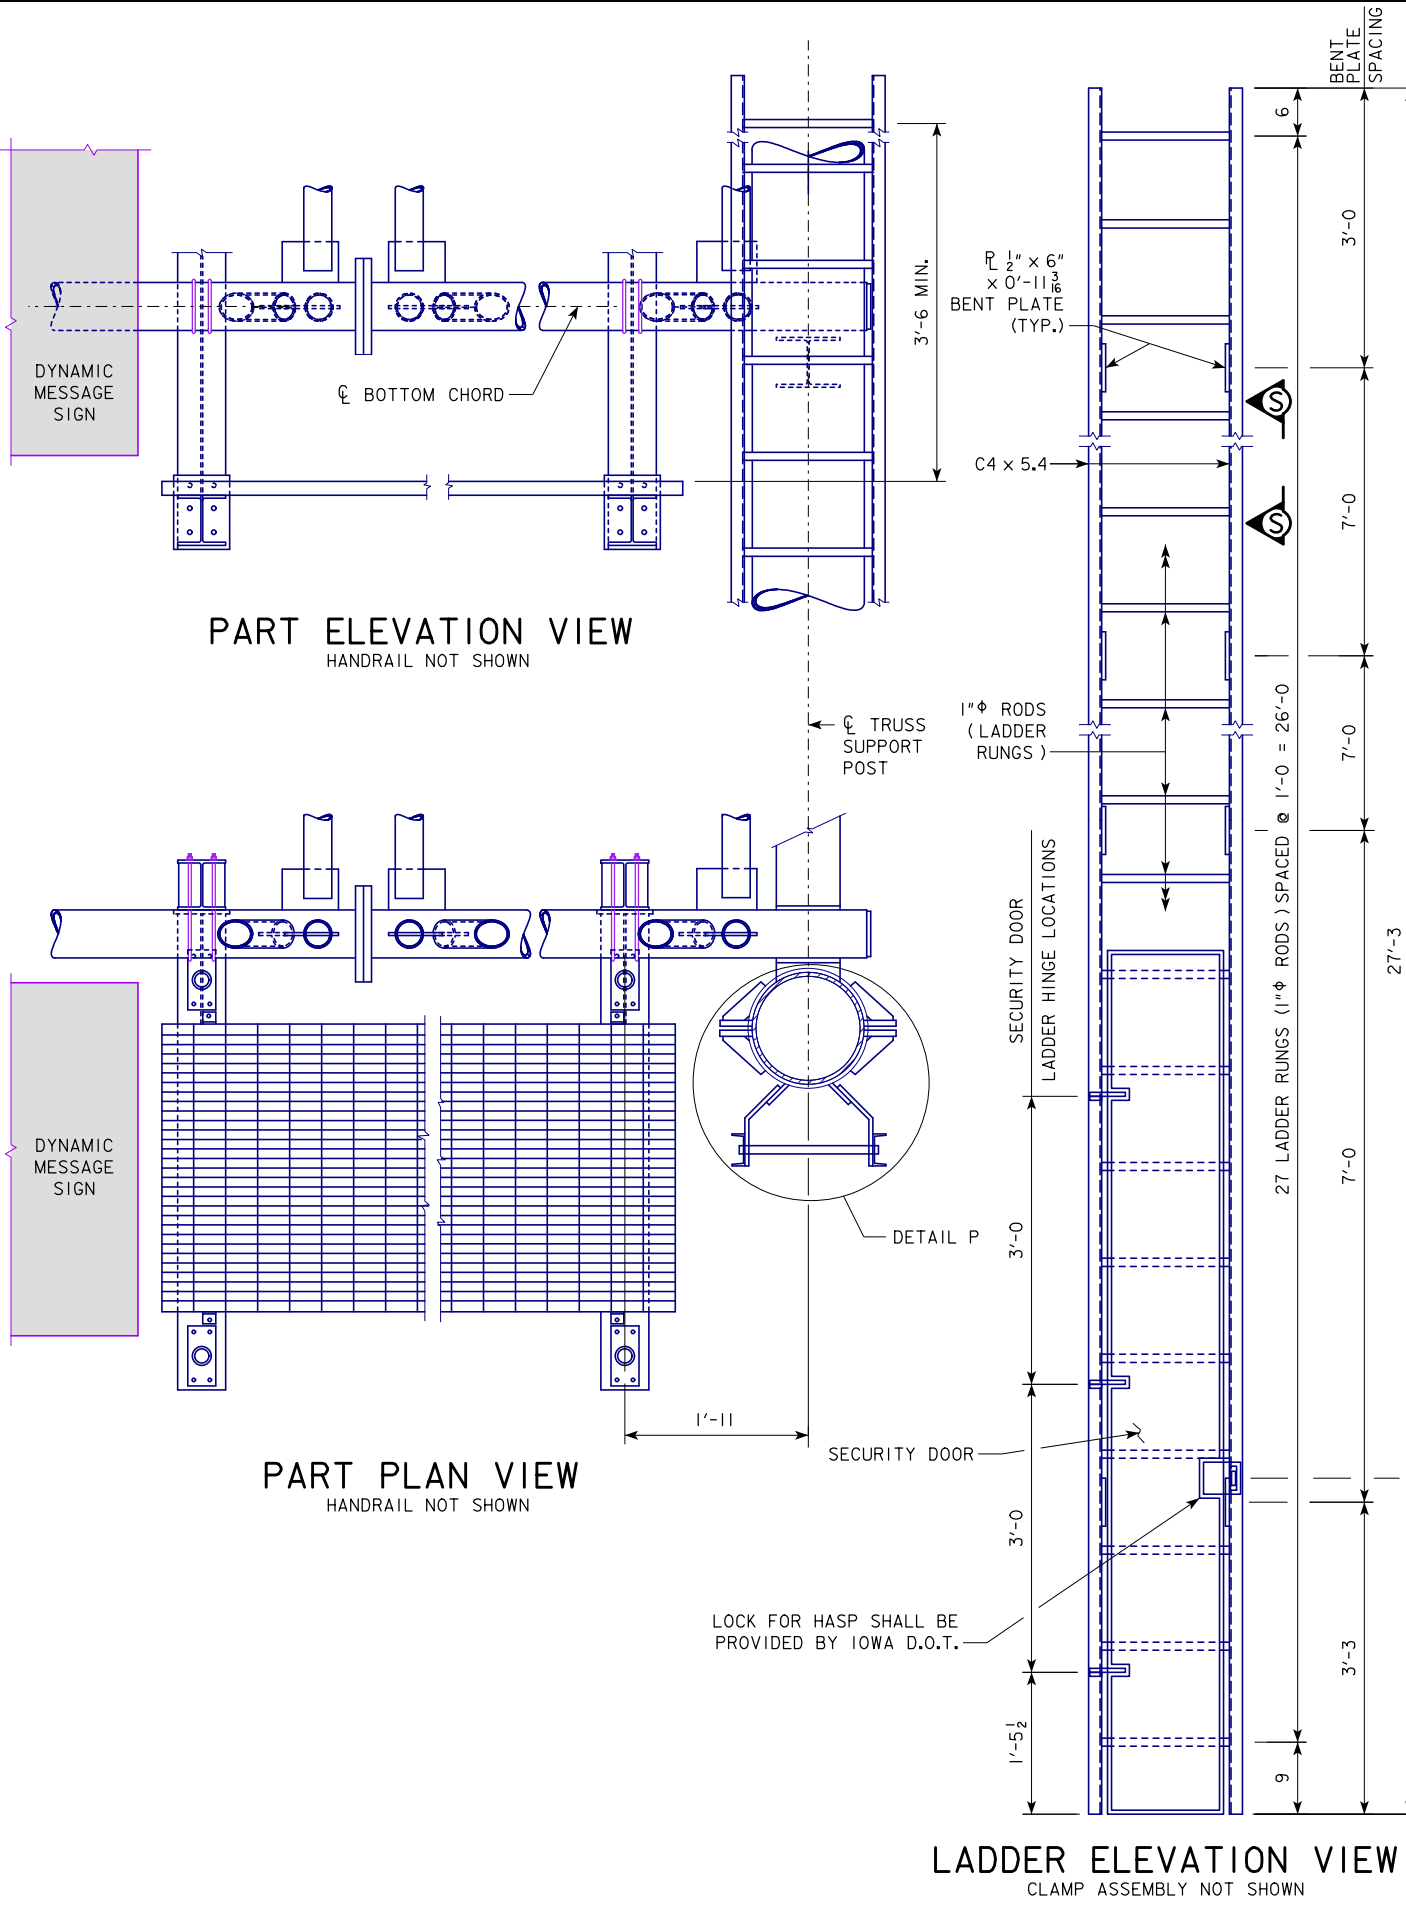 DYNAMIC
MESSAGE
SIGN
℄ BOTTOM CHORD
3'-6 MIN.
PART ELEVATION VIEW
HANDRAIL NOT SHOWN
℄ TRUSS
SUPPORT
POST
DYNAMIC
MESSAGE
SIGN
DETAIL P
1'-11
PART PLAN VIEW
HANDRAIL NOT SHOWN
BENT
PLATE
SPACING
6
3'-0
7'-0
7'-0
7'-0
3'-3
27 LADDER RUNGS (1"Φ RODS) SPACED @ 1'-0 = 26'-0
9
27'-3
℄ 1/2" x 6"
x 0'-11 3/16
BENT PLATE
(TYP.)
S
C4 x 5.4
S
1"Φ RODS
(LADDER
RUNGS)
SECURITY DOOR
LADDER HINGE LOCATIONS
3'-0
3'-0
1'-5 1/2
SECURITY DOOR
LOCK FOR HASP SHALL BE
PROVIDED BY IOWA D.O.T.
LADDER ELEVATION VIEW
CLAMP ASSEMBLY NOT SHOWN